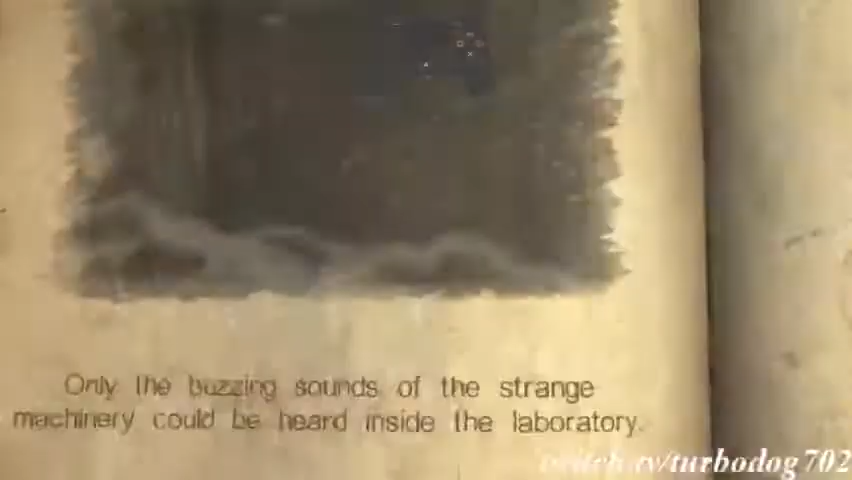 Only the buzzing sounds of the strange
machinery could be heard inside the laboratory.
twitch.tv/turbodog702